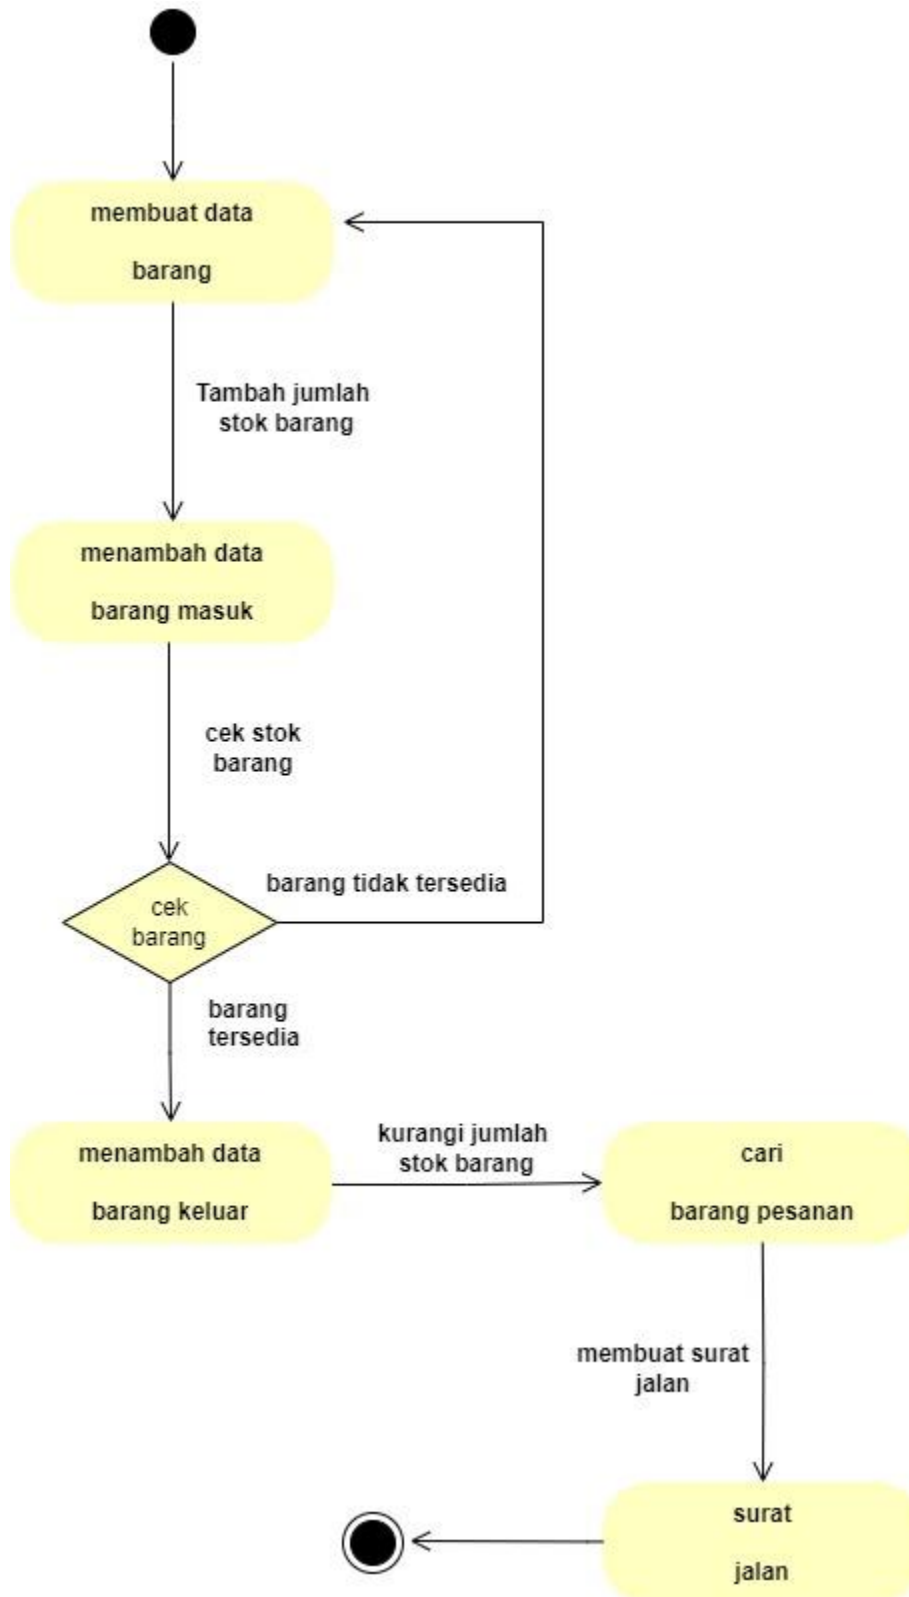 membuat data
barang
Tambah jumlah
stok barang
menambah data
barang masuk
cek stok
barang
cek
barang
barang tidak tersedia
barang
tersedia
menambah data
barang keluar
kurangi jumlah
stok barang
cari
barang pesanan
membuat surat
jalan
surat
jalan